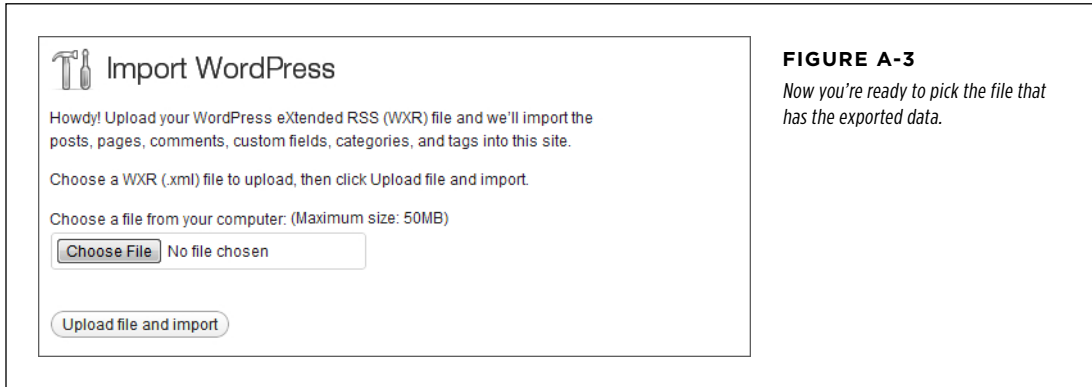 Import WordPress
Howdy! Upload your WordPress eXtended RSS (WXR) file and we'll import the
posts, pages, comments, custom fields, categories, and tags into this site.
Choose a WXR (.xml) file to upload, then click Upload file and import.
Choose a file from your computer: (Maximum size: 50MB)
Choose File No file chosen
Upload file and import
FIGURE A-3
Now you're ready to pick the file that
has the exported data.